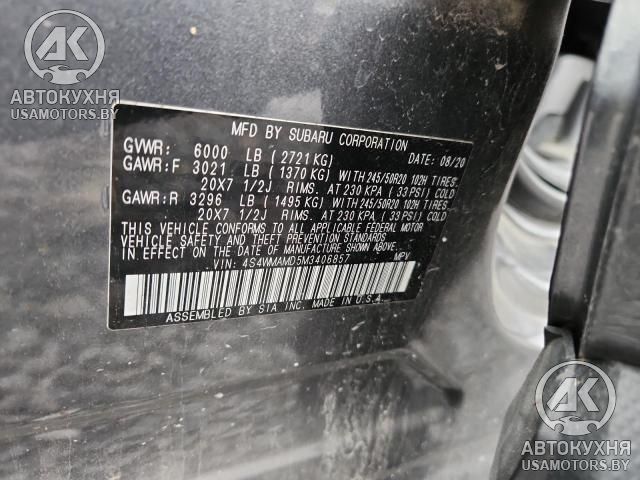 AK
АВТОКУХНЯ
USAMOTORS.BY
MFD BY SUBARU CORPORATION
GVWR: 6000 LB (2721KG) DATE: 08/20
GAWR:F 3021 LB (1370 KG) WITH 245/50R20 102H TIRES,
20X7 1/2J RIMS. AT 230 KPA (33 PSI) COLD
GAWR:R 3296 LB (1495 KG) WITH 245/50R20 102H TIRES,
20X7 1/2J RIMS. AT 230 KPA (33 PSI) COLD
THIS VEHICLE CONFORMS TO ALL APPLICABLE FEDERAL MOTOR
VEHICLE SAFETY AND THEFT PREVENTION STANDARDS
IN EFFECT ON THE DATE OF MANUFACTURE SHOWN ABOVE.
VIN: 4S4WMAMD5M3406857 MPV
ASSEMBLED BY SIA IN U.S.A.
AK
АВТОКУХНЯ
USAMOTORS.BY